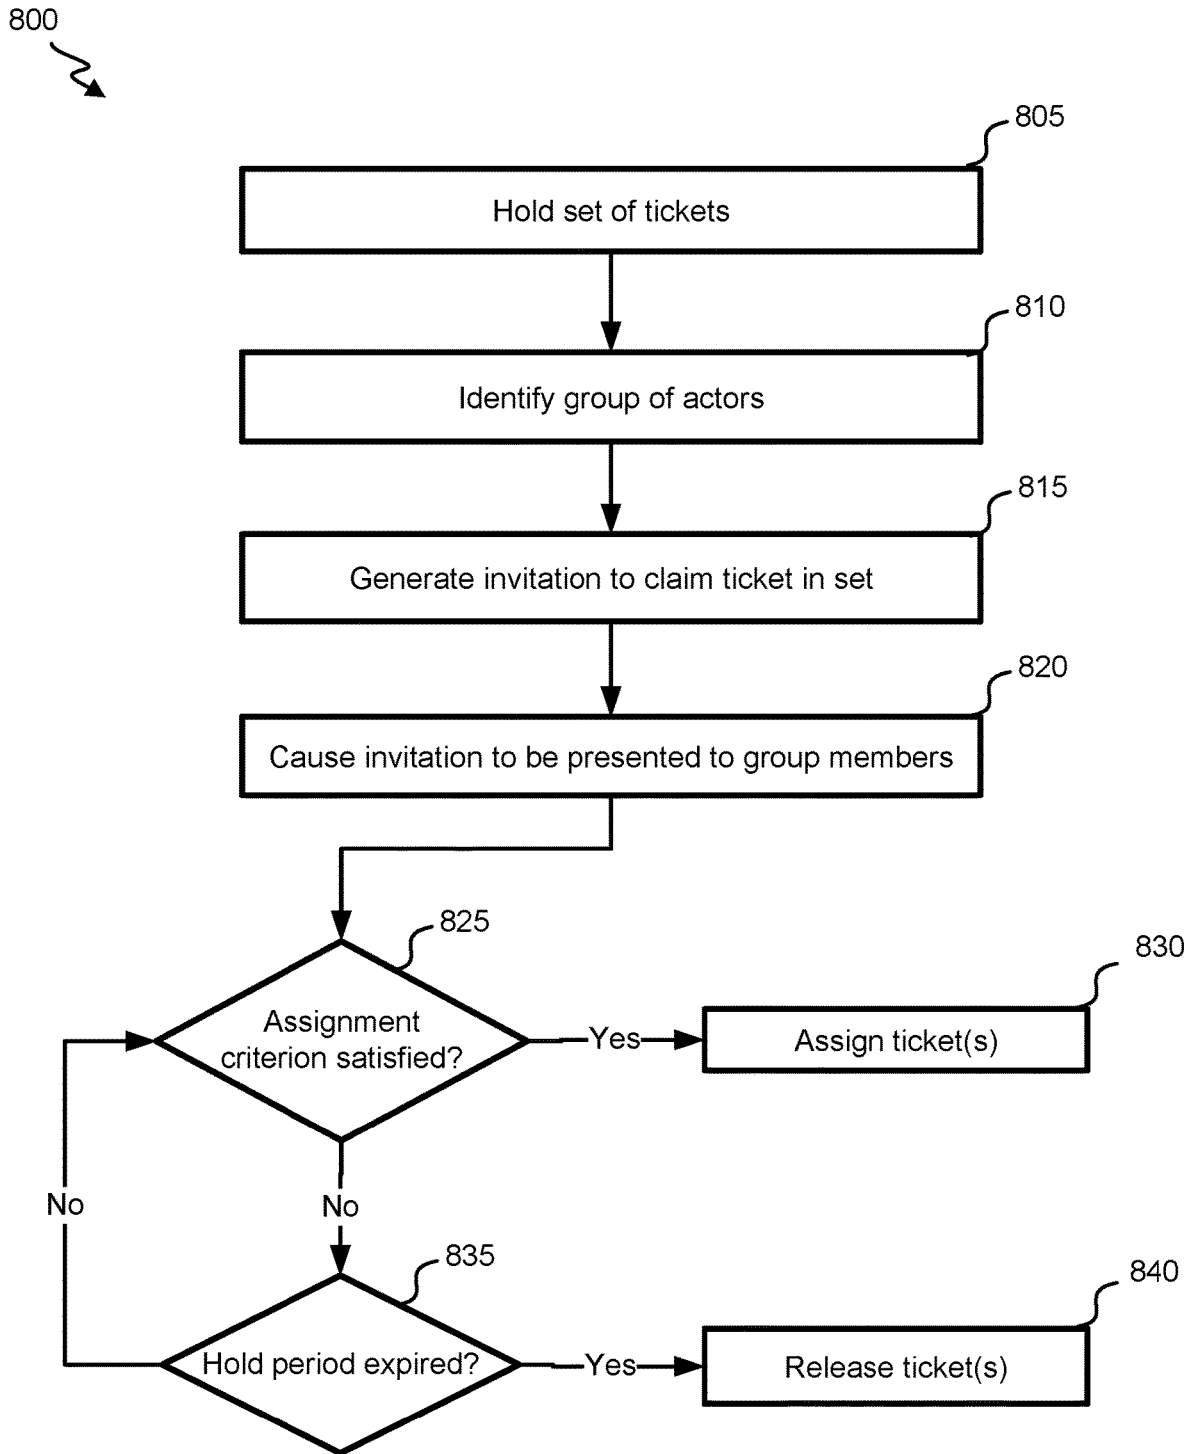 800
805
Hold set of tickets
810
Identify group of actors
815
Generate invitation to claim ticket in set
820
Cause invitation to be presented to group members
825
830
Assignment
criterion satisfied?
Yes
Assign ticket(s)
No
No
835
840
Hold period expired?
Yes
Release ticket(s)